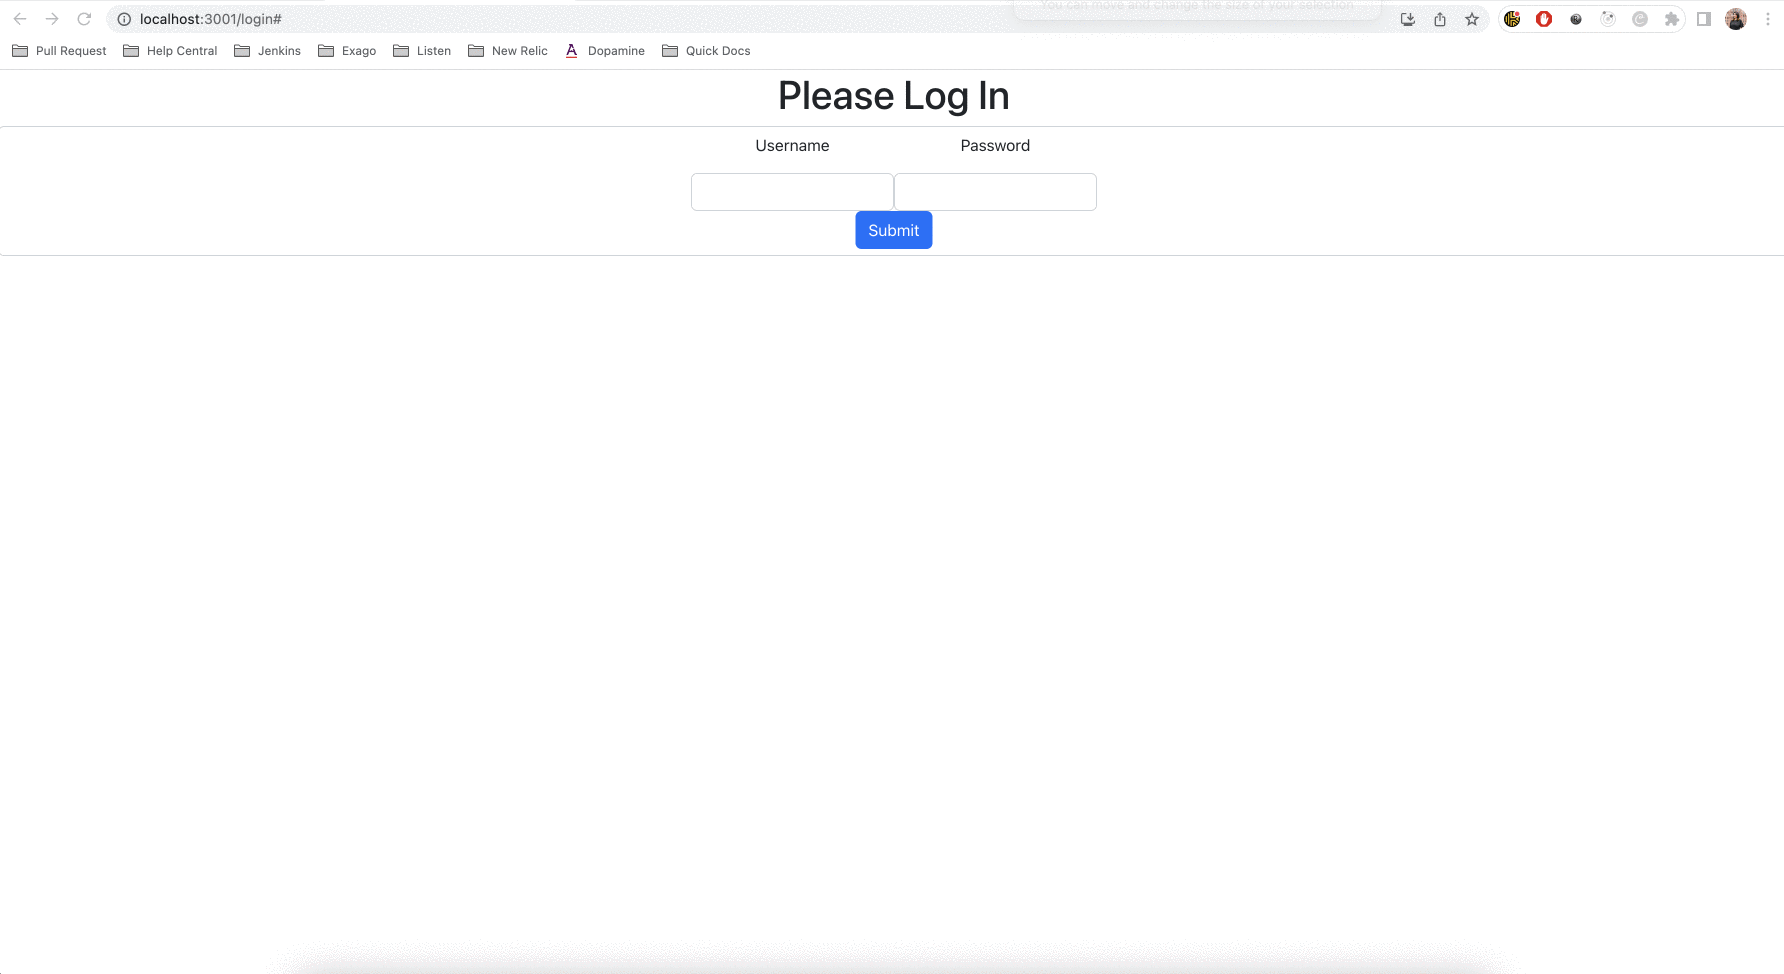 You can move and change the size of your selection
localhost:3001/login#
Pull Request Help Central Jenkins Exago Listen New Relic Dopamine Quick Docs
Please Log In
Username Password
Submit